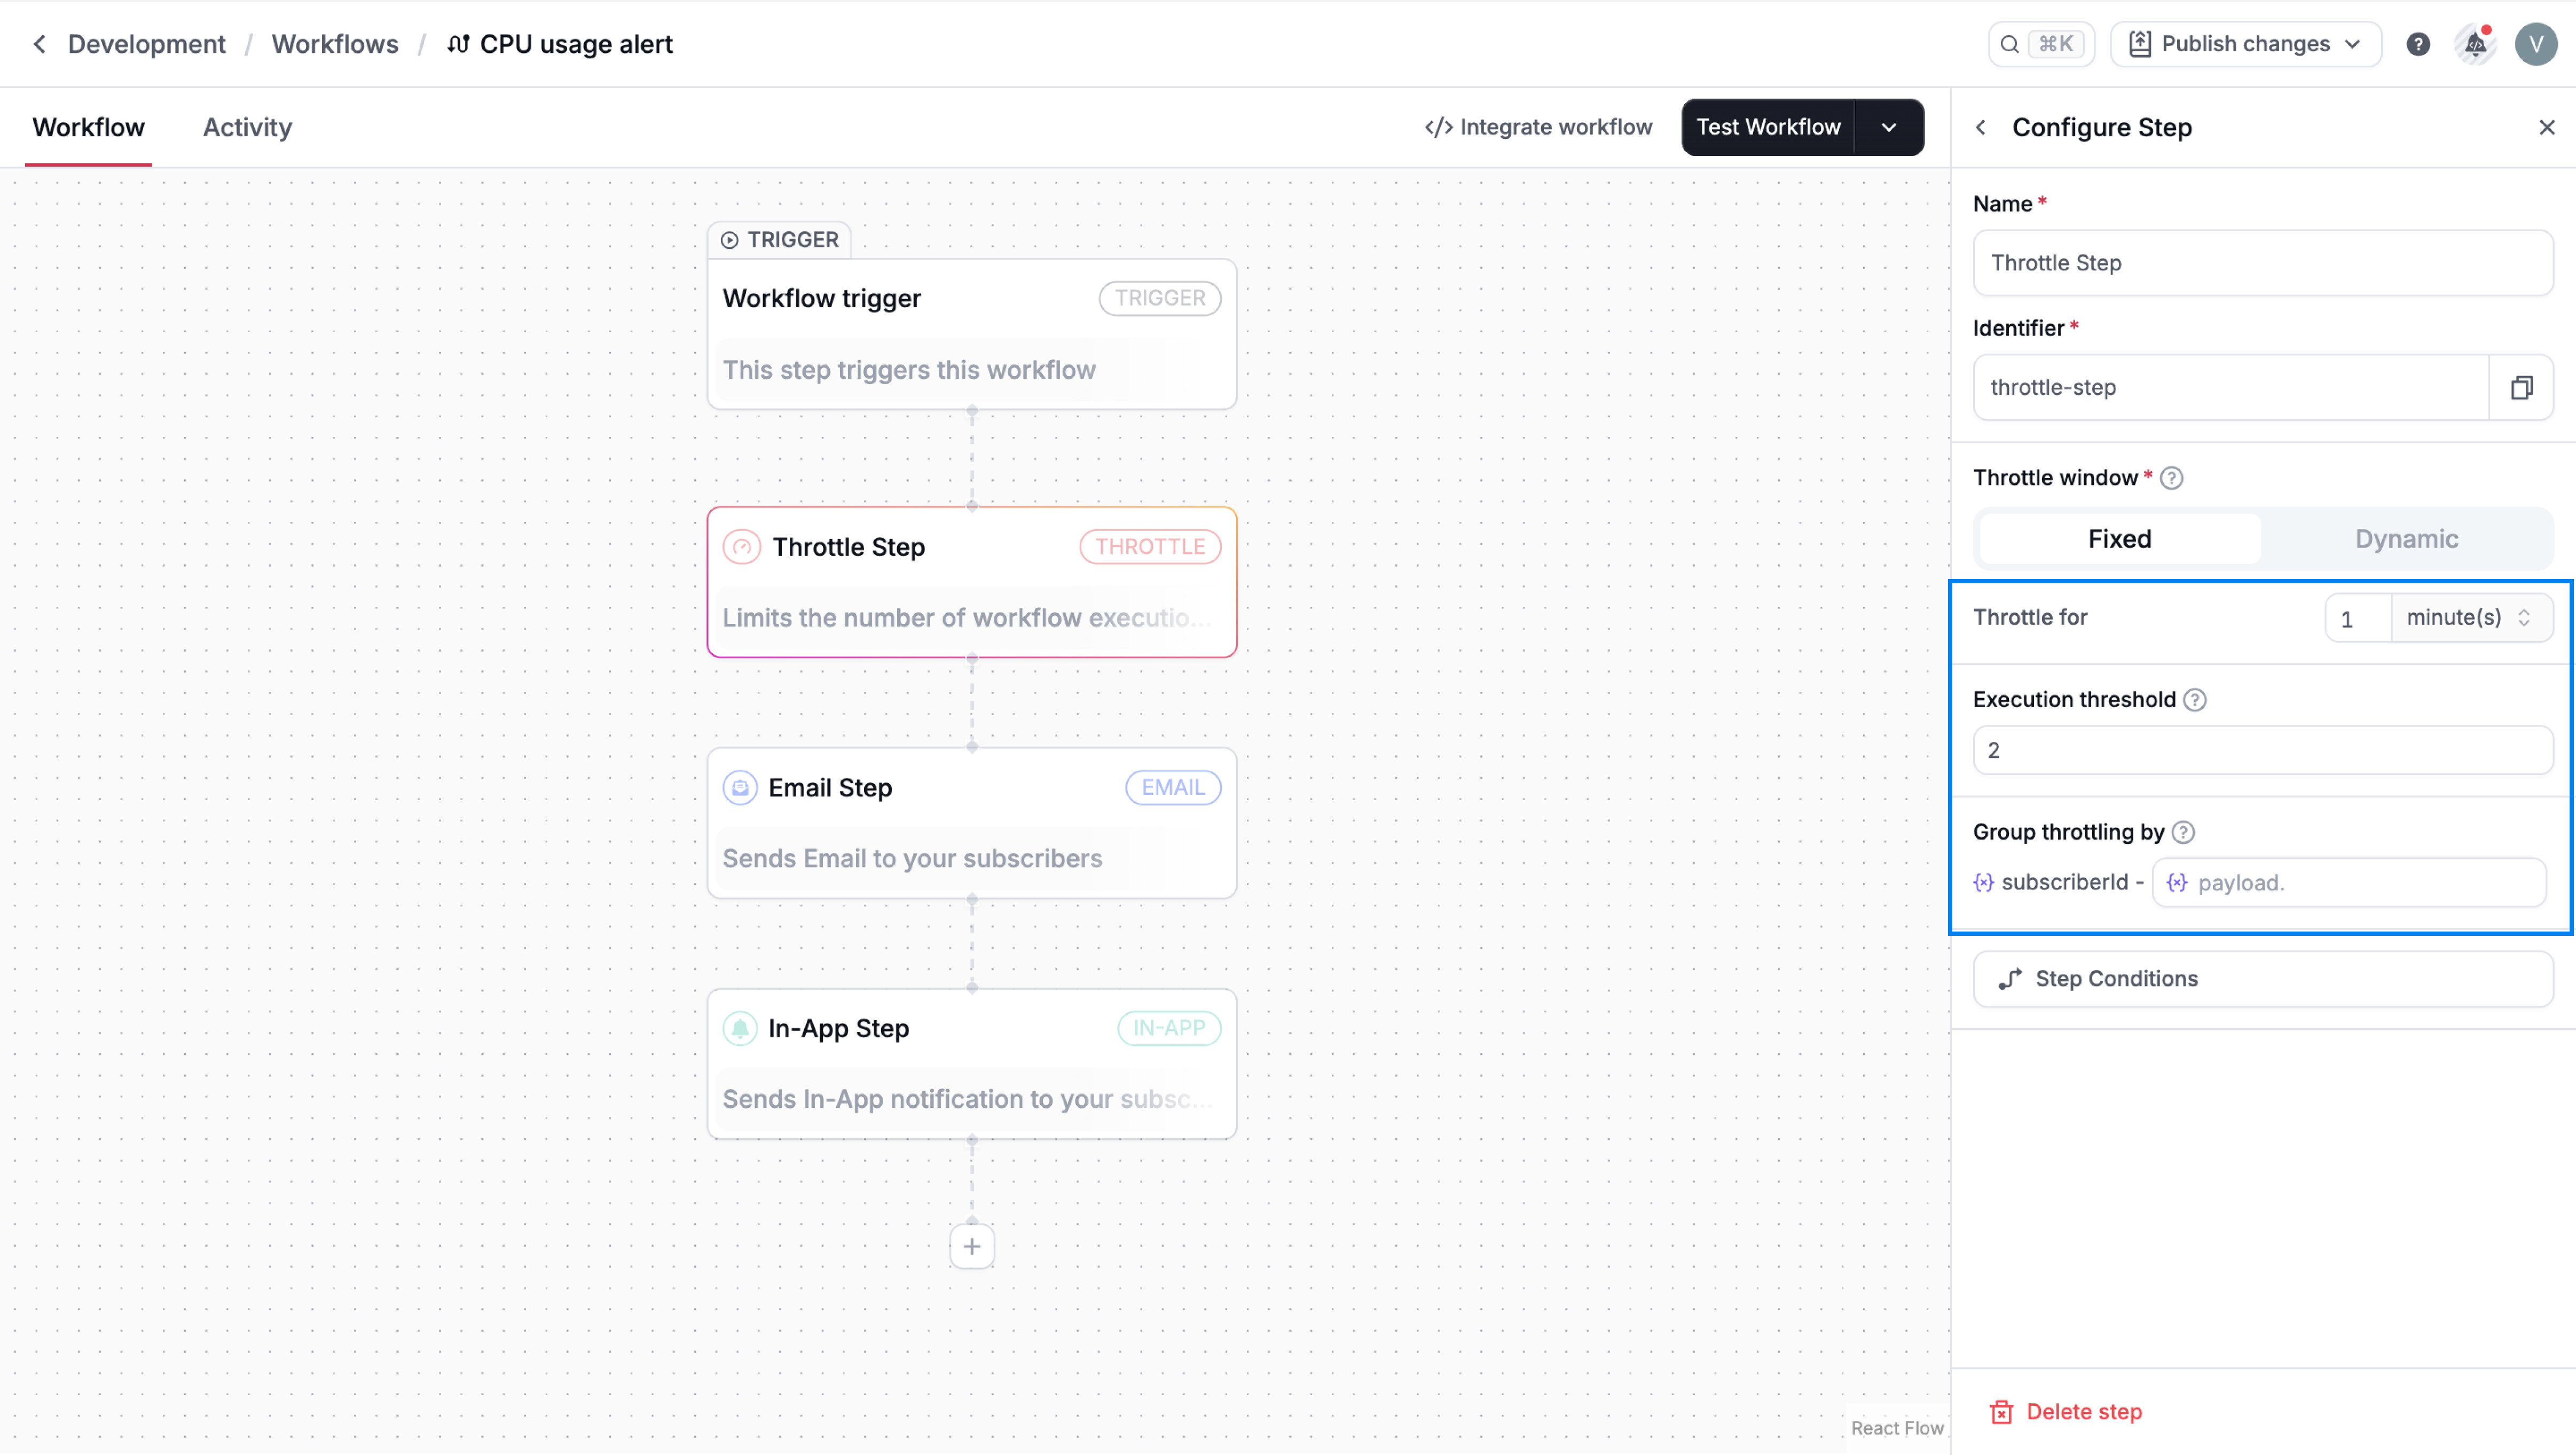 Development / Workflows / CPU usage alert
⌘K
Publish changes
V
Workflow
Activity
</> Integrate workflow
Test Workflow
TRIGGER
Workflow trigger
TRIGGER
This step triggers this workflow
Throttle Step
THROTTLE
Limits the number of workflow executio...
Email Step
EMAIL
Sends Email to your subscribers
In-App Step
IN-APP
Sends In-App notification to your subsc...
+
React Flow
Configure Step
Name *
Throttle Step
Identifier *
throttle-step
Throttle window * ?
Fixed
Dynamic
Throttle for
1
minute(s)
Execution threshold ?
2
Group throttling by ?
{x} subscriberId -
{x} payload.
Step Conditions
Delete step